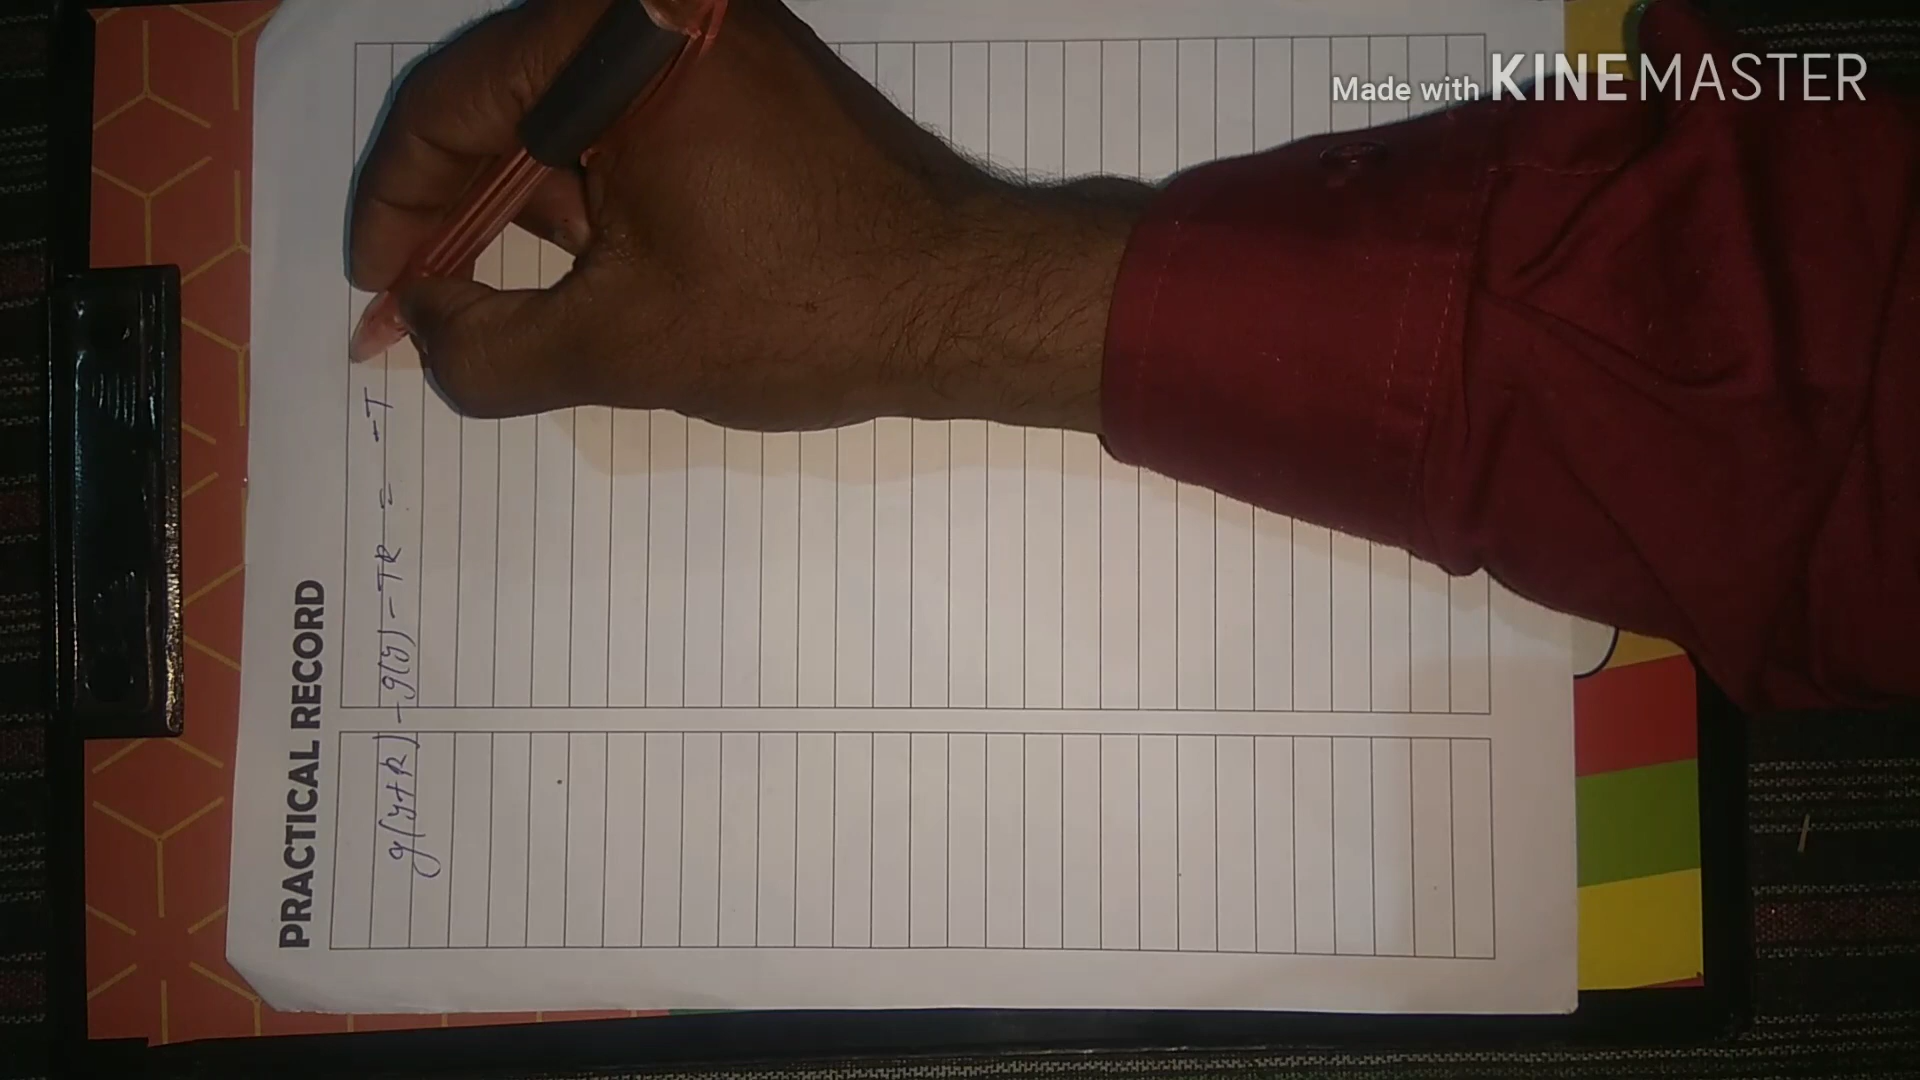 Made with KINEMASTER
PRACTICAL RECORD
g(y+k) - g(y) - Tk = - T